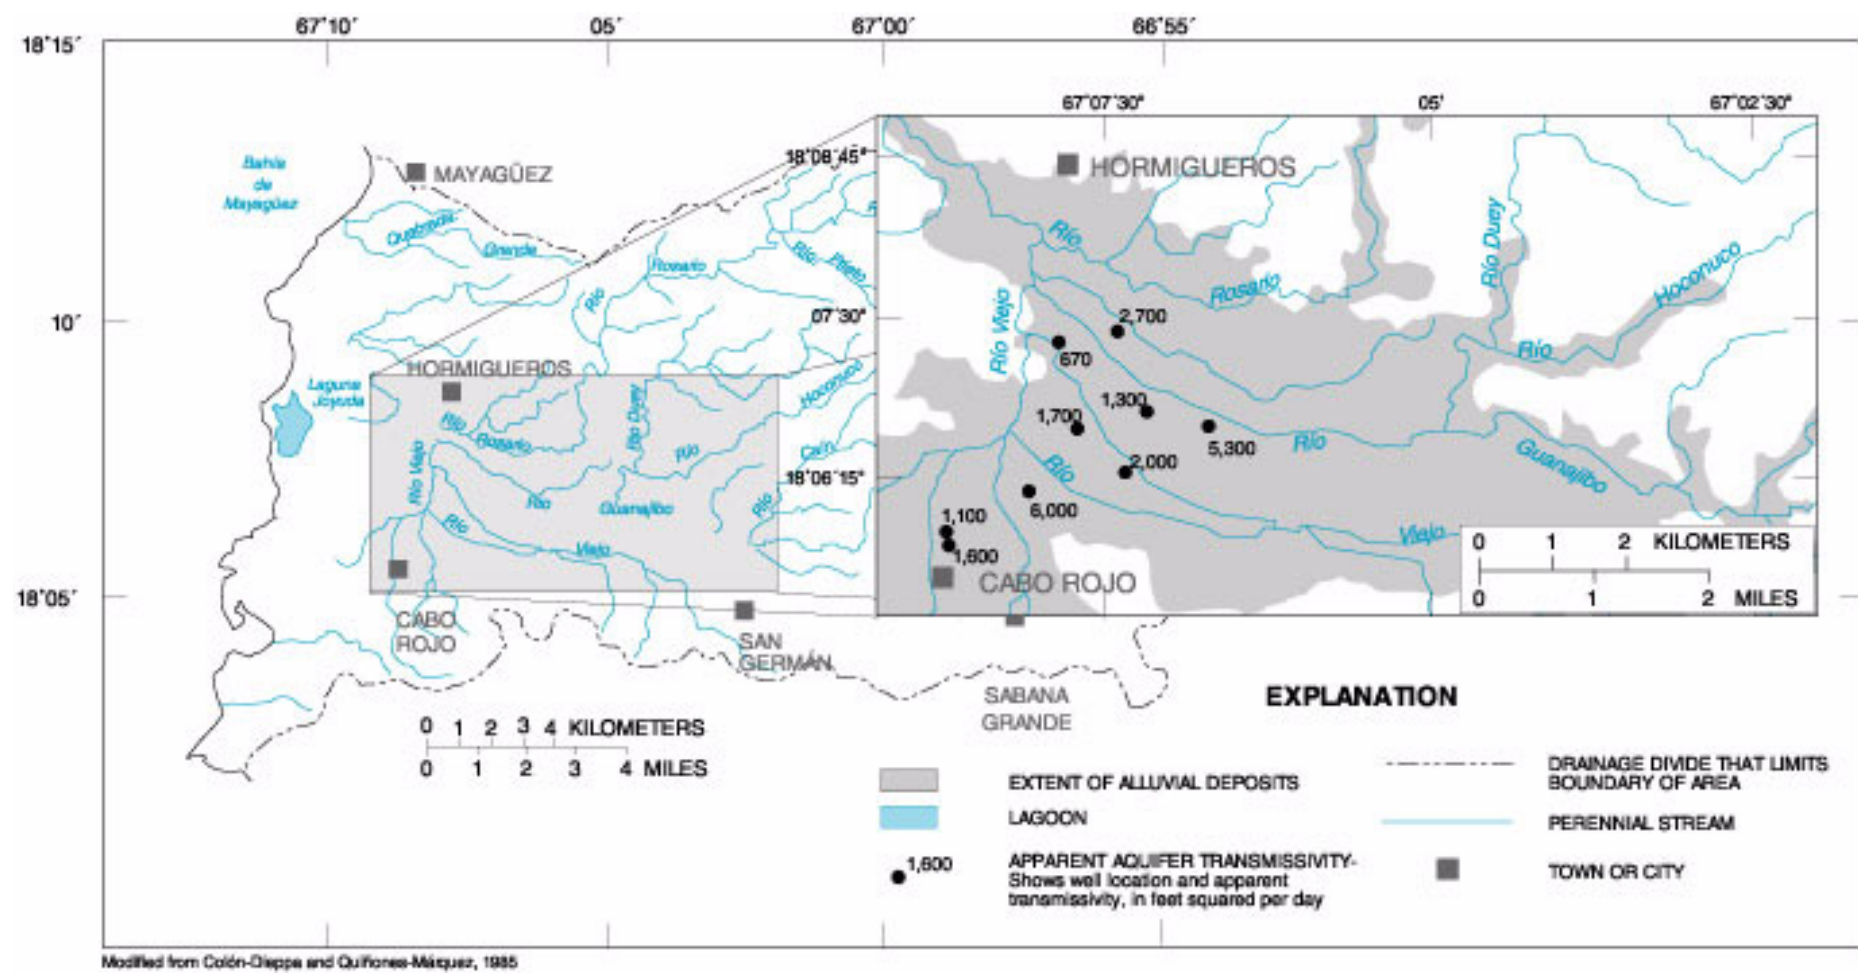 67°10′ 05′ 67°00′ 66°55′
18°15′
67°07′30" 05′ 67°02′30"
Bahía
de
Mayagüez
MAYAGÜEZ
18°08′45"
HORMIGUEROS
Quebrada
Grande
Río
Rosario
Río
Prieto
R
Río
Rosario
Río Duey
Hoconuco
Río Viejo
10′
07′30"
2,700
670
Río
HORMIGUEROS
Laguna
Joyuda
Hoconuco
1,300
1,700
5,300
Río
Guanajibo
Río
Rosario
Río Duey
Río
Caín
Río Viejo
18°06′15"
2,000
Río
6,000
Río
Guanajibo
Río
Río
Viejo
1,100
1,600
Viejo
0 1 2 KILOMETERS
0 1 2 MILES
CABO ROJO
18°05′
CABO
ROJO
SAN
GERMÁN
SABANA
GRANDE
EXPLANATION
0 1 2 3 4 KILOMETERS
0 1 2 3 4 MILES
EXTENT OF ALLUVIAL DEPOSITS
LAGOON
1,600
APPARENT AQUIFER TRANSMISSIVITY-
Shows well location and apparent
transmissivity, in feet squared per day
DRAINAGE DIVIDE THAT LIMITS
BOUNDARY OF AREA
PERENNIAL STREAM
TOWN OR CITY
Modified from Colón-Dieppa and Quiñones-Márquez, 1985